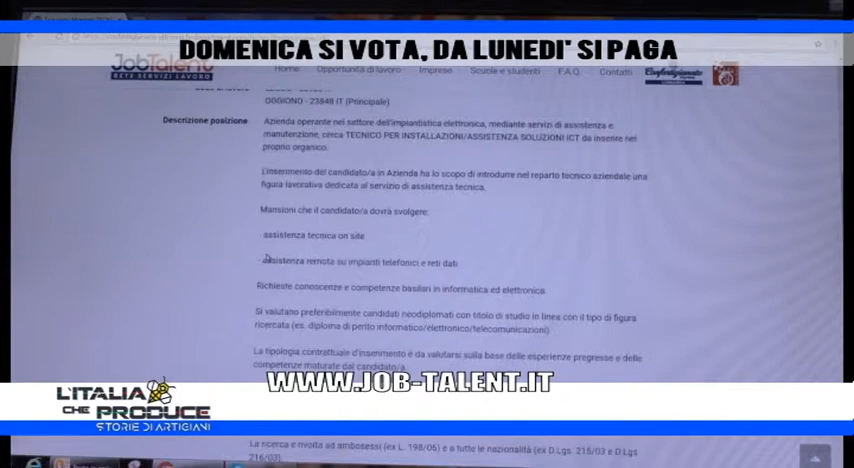 DOMENICA SI VOTA, DA LUNEDI' SI PAGA
JobTalent
RETE SERVIZI LAVORO
Home Opportunità di lavoro Imprese Scuole e studenti F.A.Q. Contatti Confartigianato
OGGIONO - 23848 IT (Principale)
Descrizione posizione
Azienda operante nel settore dell'impiantistica elettronica, mediante servizi di assistenza e
manutenzione, cerca TECNICO PER INSTALLAZIONI/ASSISTENZA SOLUZIONI ICT da inserire nel
proprio organico.
L'inserimento del candidato/a in Azienda ha lo scopo di introdurre nel reparto tecnico aziendale una
figura lavorativa dedicata al servizio di assistenza tecnica.
Mansioni che il candidato/a dovrà svolgere:
assistenza tecnica on site
- assistenza remota su impianti telefonici e reti dati
Richieste conoscenze e competenze basilari in informatica ed elettronica.
Si valutano preferibilmente candidati neodiplomati con titolo di studio in linea con il tipo di figura
ricercata (es. diploma di perito informatico/elettronico/telecomunicazioni)
La tipologia contrattuale d'inserimento è da valutarsi sulla base delle esperienze pregresse e delle
competenze maturate dal candidato/a
WWW.JOB-TALENT.IT
L'ITALIA
CHE PRODUCE
STORIE DI ARTIGIANI
La ricerca è rivolta ad ambosessi (ex L. 198/06) e a tutte le nazionalità (ex D.Lgs. 215/03 e D.Lgs
216/03).